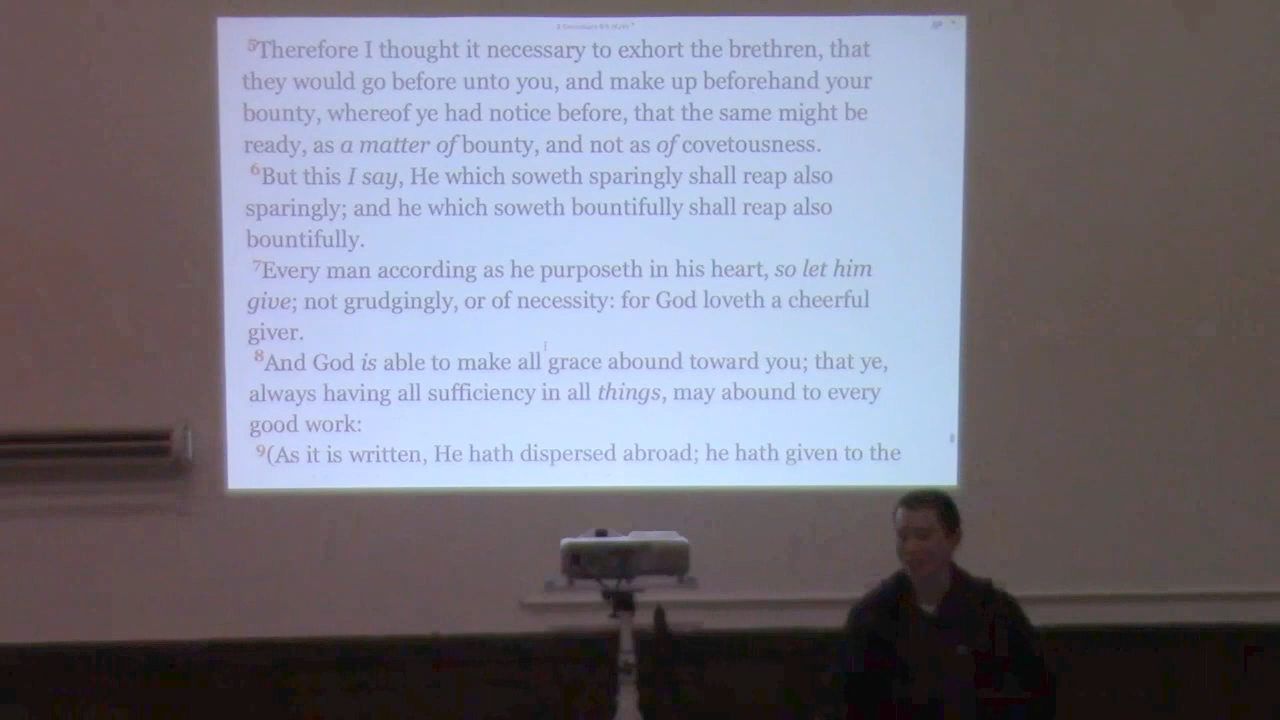 5Therefore I thought it necessary to exhort the brethren, that
they would go before unto you, and make up beforehand your
bounty, whereof ye had notice before, that the same might be
ready, as a matter of bounty, and not as of covetousness.
6But this I say, He which soweth sparingly shall reap also
sparingly; and he which soweth bountifully shall reap also
bountifully.
7Every man according as he purposeth in his heart, so let him
give; not grudgingly, or of necessity: for God loveth a cheerful
giver.
8And God is able to make all grace abound toward you; that ye,
always having all sufficiency in all things, may abound to every
good work:
9(As it is written, He hath dispersed abroad; he hath given to the